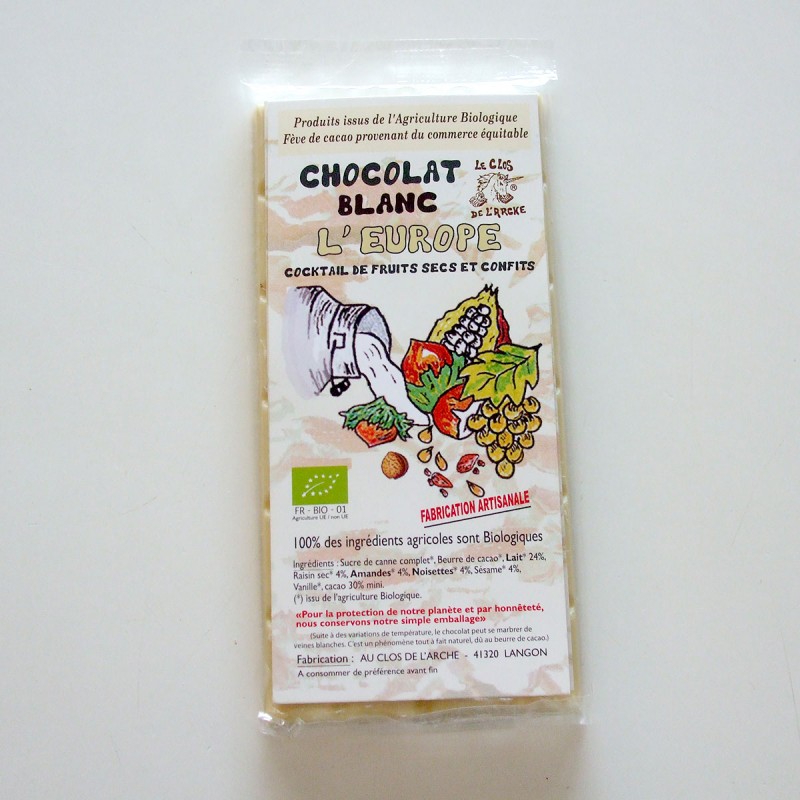 Produits issus de l'Agriculture Biologique
Fève de cacao provenant du commerce équitable
CHOCOLAT
BLANC
LE CLOS
DE L'ARCHE
®
L'EUROPE
COCKTAIL DE FRUITS SECS ET CONFITS
FABRICATION ARTISANALE
FR - BIO - 01
Agriculture UE / non UE
100% des ingrédients agricoles sont Biologiques
Ingrédients : Sucre de canne complet*, Beurre de cacao*, Lait* 24%,
Raisin sec* 4%, Amandes* 4%, Noisettes* 4%, Sésame* 4%,
Vanille*, cacao 30% mini.
(*) issu de l'agriculture Biologique.
«Pour la protection de notre planète et par honnêteté,
nous conservons notre simple emballage»
(Suite à des variations de température, le chocolat peut se marbrer de
veines blanches. C'est un phénomène tout à fait naturel, dû au beurre de cacao.)
Fabrication : AU CLOS DE L'ARCHE - 41320 LANGON
A consommer de préférence avant fin